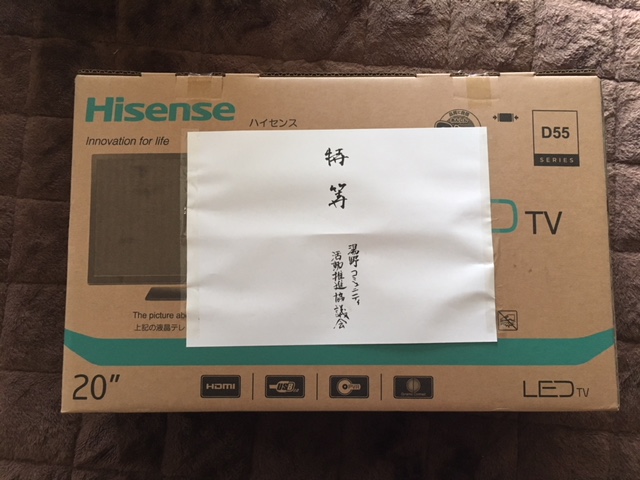 Hisense
ハイセンス
Innovation for life
D55
SERIES
特等
湯野コミュニティ
活動推進協議会
TV
The picture abo
上記の液晶テレ
20"
HDMI
USB
LED TV